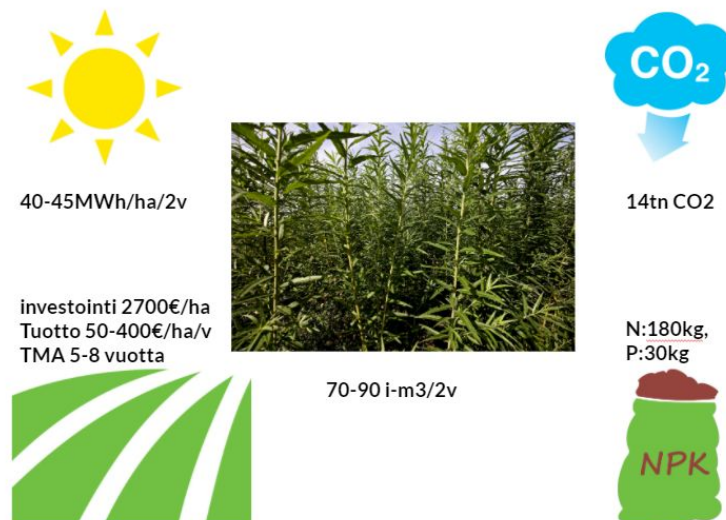 CO₂
40-45MWh/ha/2v
14tn CO2
investointi 2700€/ha
Tuotto 50-400€/ha/v
TMA 5-8 vuotta
N:180kg,
P:30kg
70-90 i-m3/2v
NPK